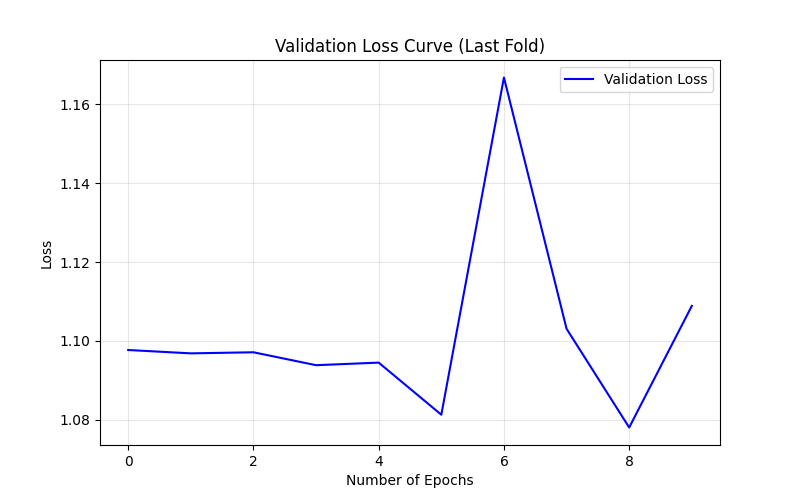 Validation Loss Curve (Last Fold)
Validation Loss
1.16
1.14
1.12
1.10
1.08
Loss
0 2 4 6 8
Number of Epochs